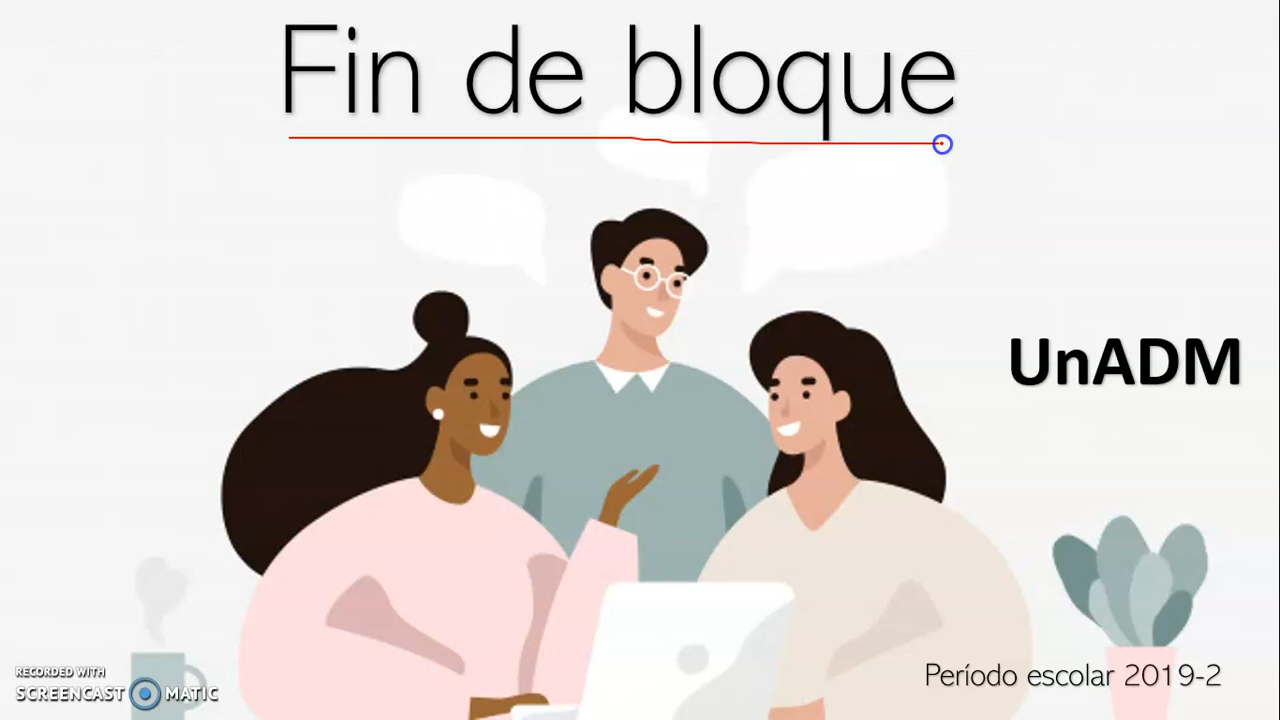 Fin de bloque
UnADM
Período escolar 2019-2
RECORDED WITH
SCREENCAST MATIC